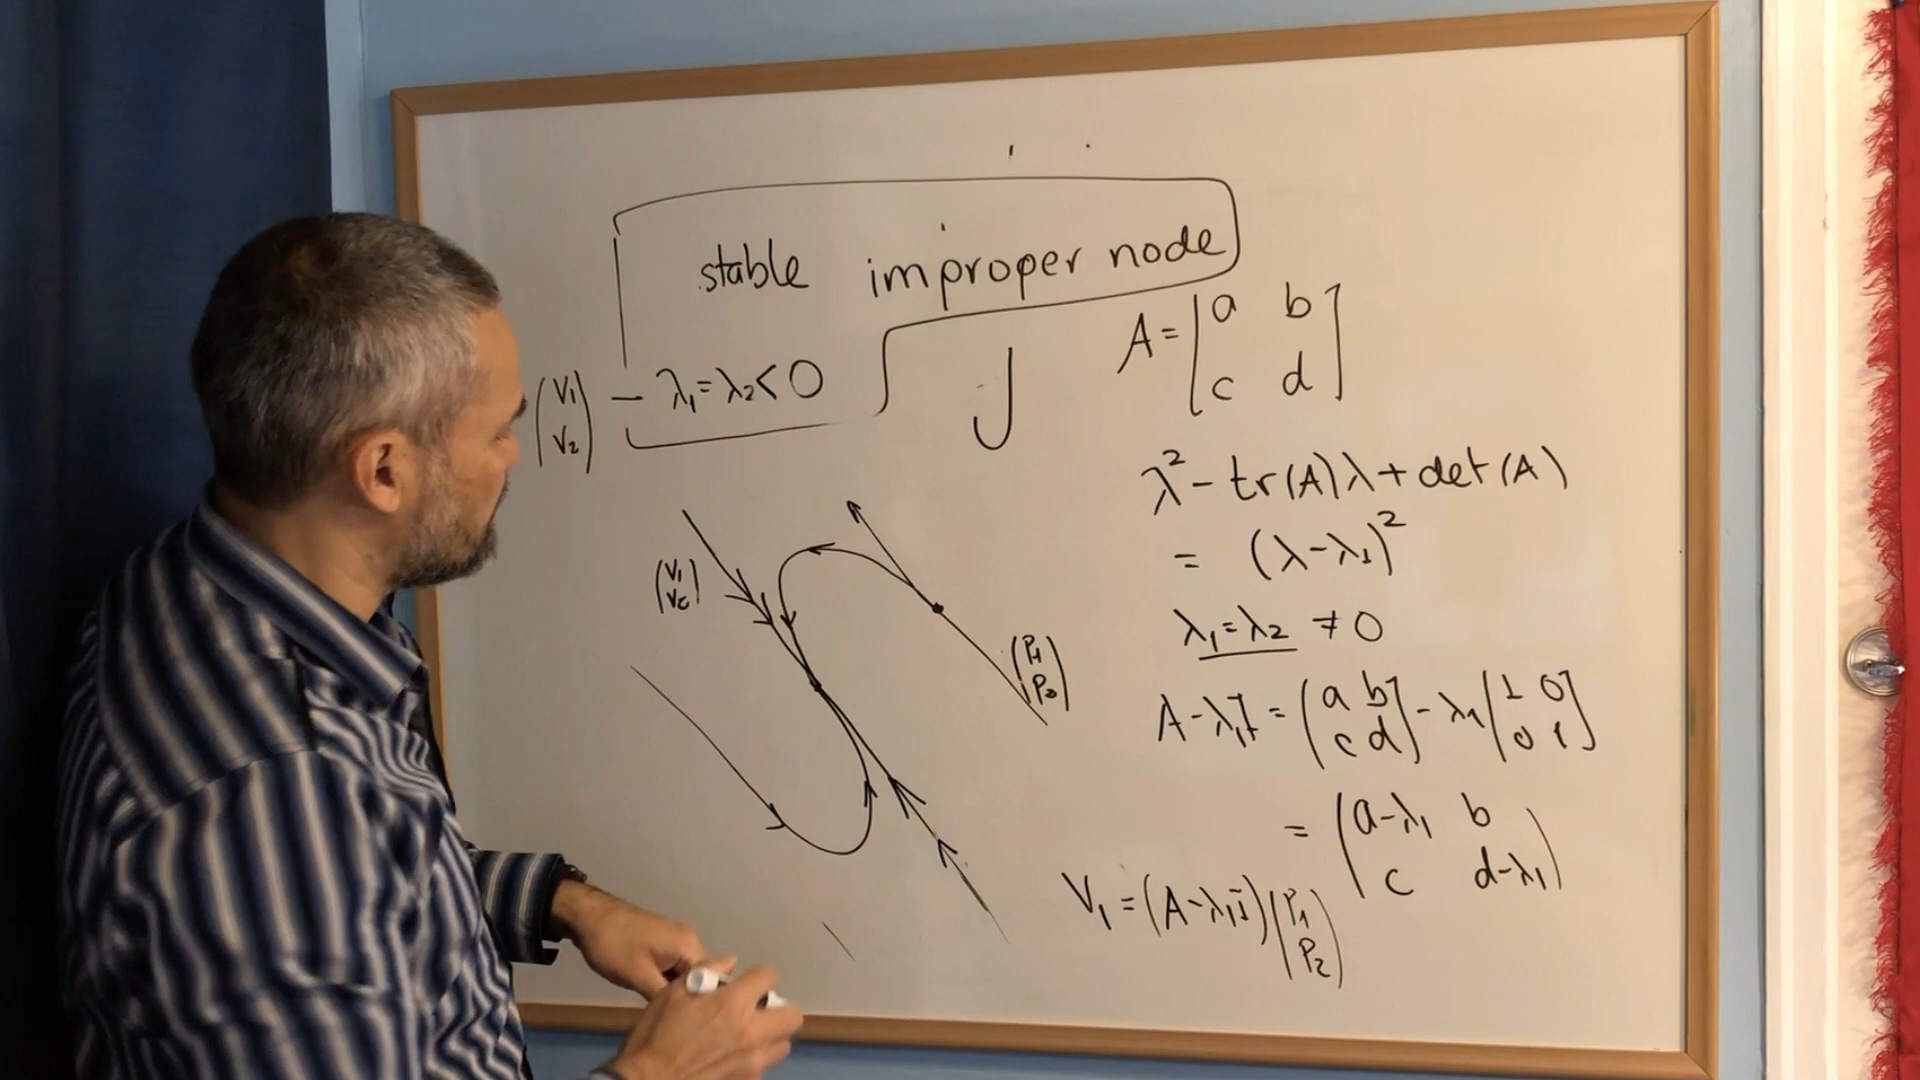 stable improper node
(V₁ V₂) — λ₁=λ₂<0
J
A = [a b
c d]
λ² - tr(A)λ + det(A)
= (λ-λ₁)²
λ₁=λ₂ ≠ 0
A-λ₁I = (a b c d] - λ₁[1 0 0 1]
= (a-λ₁ b
c d-λ₁)
V₁ = (A-λ₁I)(P₁ P₂)
(V₁ V₂)
(P₁ P₂)